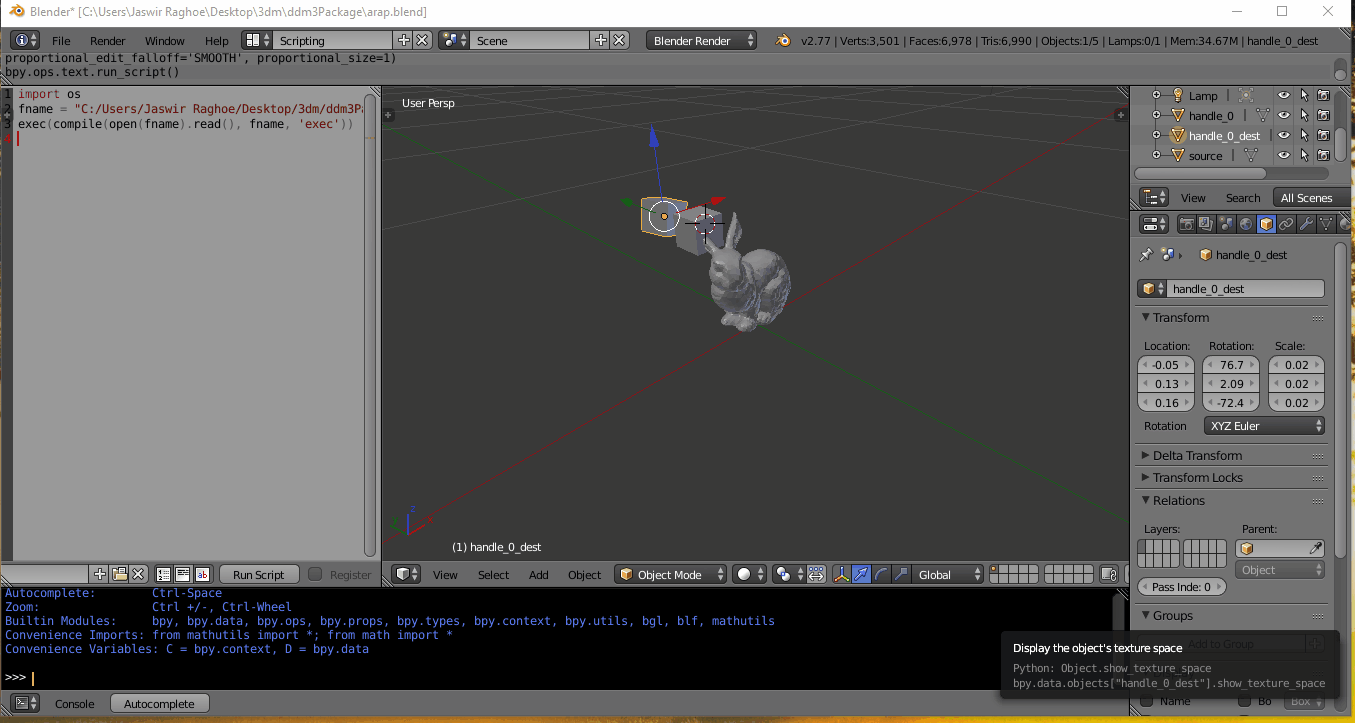 Blender* [C:\Users\Jaswir Raghoe\Desktop\3dm\ddm3Package\arap.blend]
File Render Window Help Scripting Scene Blender Render v2.77 | Verts:3,501 | Faces:6,978 | Tris:6,990 | Objects:1/5 | Lamps:0/1 | Mem:34.67M | handle_0_dest
proportional_edit_falloff='SMOOTH', proportional_size=1)
bpy.ops.text.run_script()
1 import os
2 fname = "C:/Users/Jaswir Raghoe/Desktop/3dm/ddm3Pa
3 exec(compile(open(fname).read(), fname, 'exec'))
4
User Persp
(1) handle_0_dest
Lamp
handle_0
handle_0_dest
source
View Search All Scenes
handle_0_dest
handle_0_dest
Transform
Location: Rotation: Scale:
-0.05 76.7 0.02
0.13 2.09 0.02
0.16 -72.4 0.02
Rotation XYZ Euler
Delta Transform
Transform Locks
Relations
Layers: Parent:
Object
Pass Inde: 0
Groups
Add to Group
Name Bo Box
Run Script Register
View Select Add Object Object Mode Global
Autocomplete: Ctrl-Space
Zoom: Ctrl +/-, Ctrl-Wheel
Builtin Modules: bpy, bpy.data, bpy.ops, bpy.props, bpy.types, bpy.context, bpy.utils, bgl, blf, mathutils
Convenience Imports: from mathutils import *; from math import *
Convenience Variables: C = bpy.context, D = bpy.data
>>>
Console Autocomplete
Display the object's texture space
Python: Object.show_texture_space
bpy.data.objects["handle_0_dest"].show_texture_space